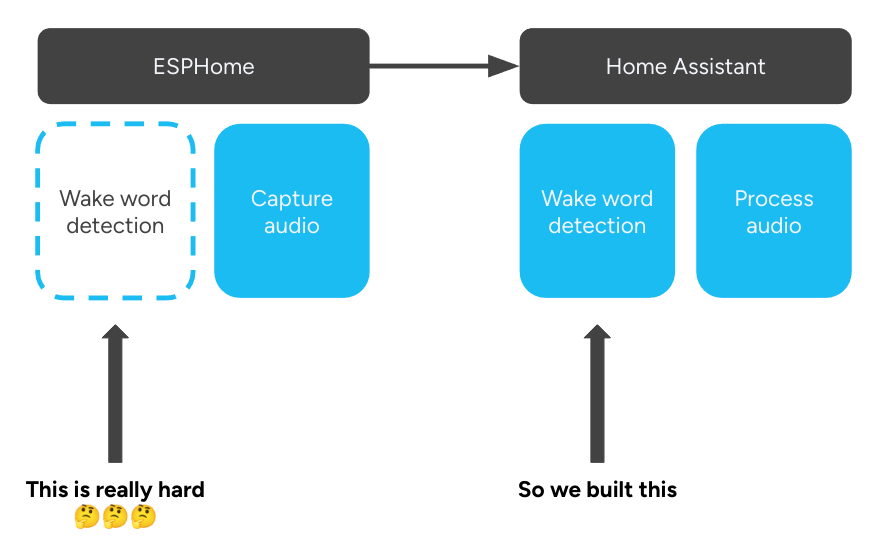 ESPHome
Home Assistant
Wake word
detection
Capture
audio
Wake word
detection
Process
audio
This is really hard
🤔🤔🤔
So we built this